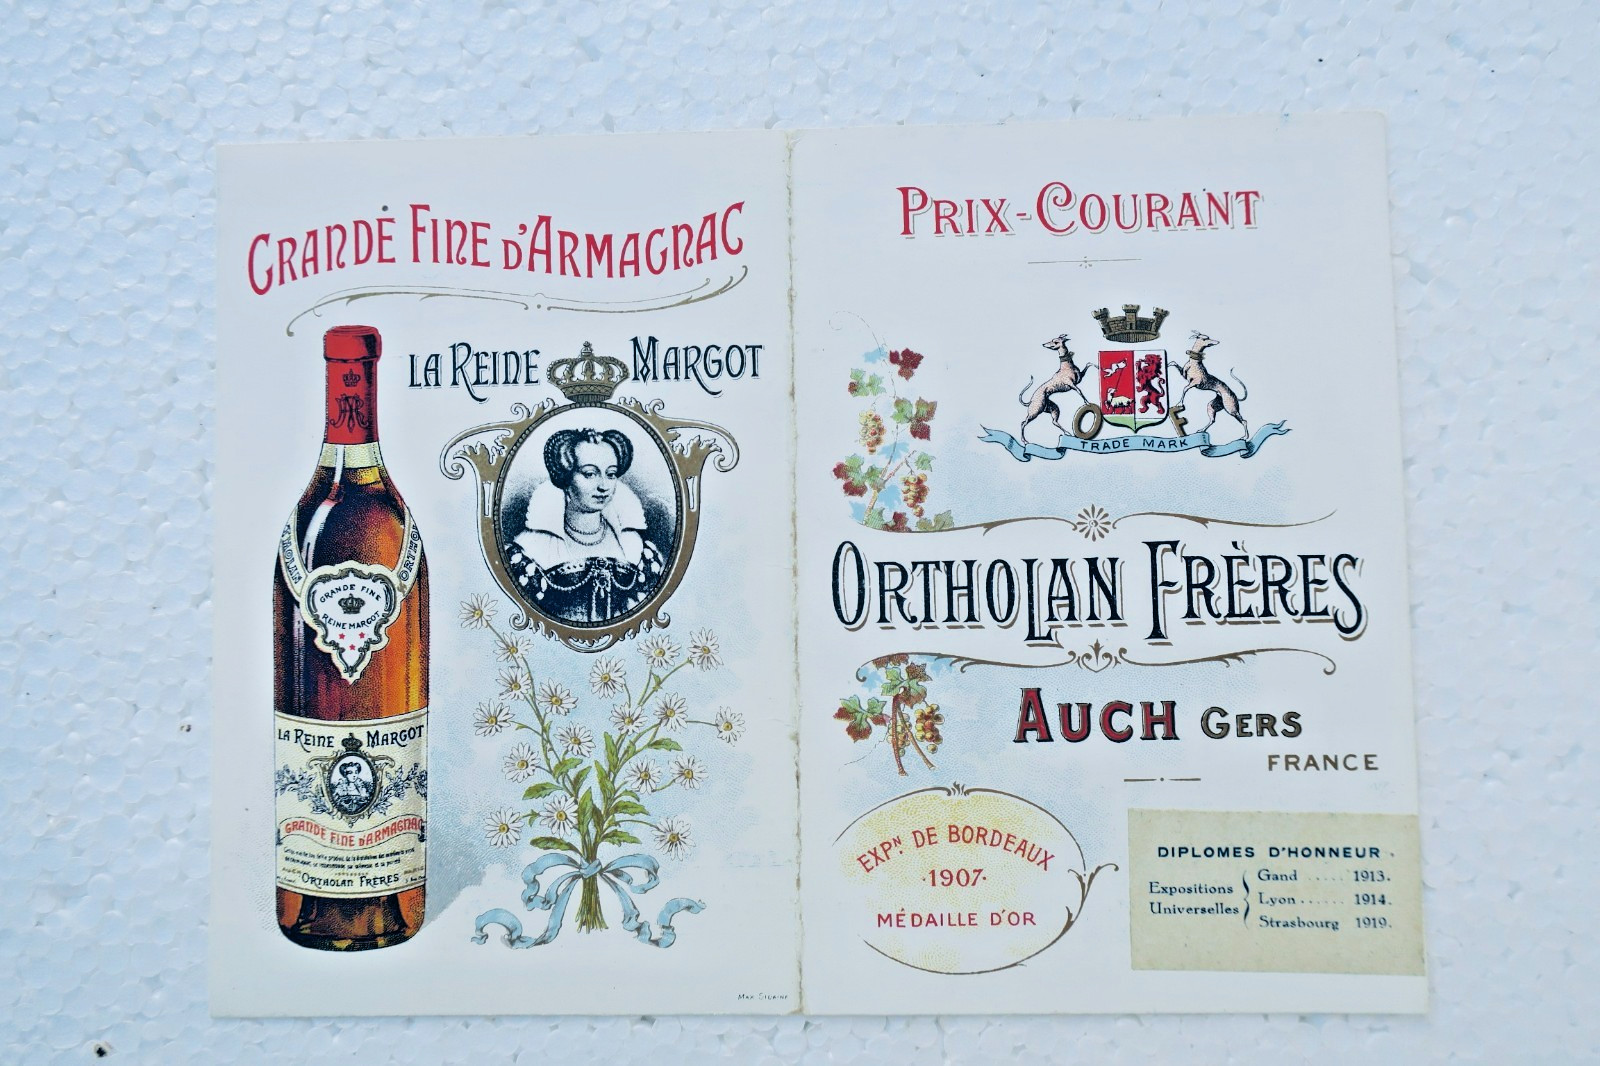 GRANDE FINE D'ARMAGNAC
LA REINE MARGOT
ORTHOLAN
GRANDE FINE
REINE MARGOT
LA REINE MARGOT
GRANDE FINE D'ARMAGNAC
ORTHOLAN FRÈRES
PRIX-COURANT
O F
TRADE MARK
ORTHOLAN FRÈRES
AUCH GERS
FRANCE
EXPN. DE BORDEAUX
·1907·
MÉDAILLE D'OR
DIPLOMES D'HONNEUR
Expositions Universelles
Gand ..... 1913.
Lyon ...... 1914.
Strasbourg 1919.